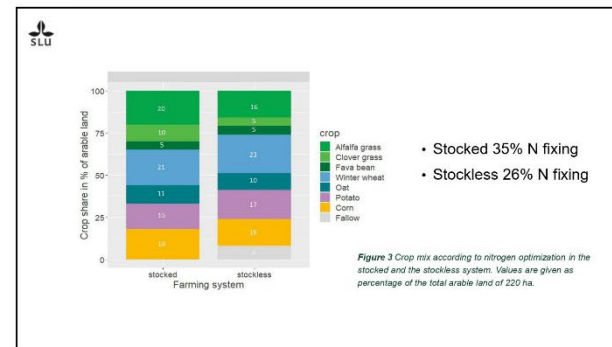 SLU
100
75
50
25
0
Crop share in % of arable land
20
10
5
21
11
15
18
16
5
5
23
10
17
stocked
stockless
Farming system
crop
Alfalfa grass
Clover grass
Fava bean
Winter wheat
Oat
Potato
Corn
Fallow
• Stocked 35% N fixing
• Stockless 26% N fixing
Figure 3 Crop mix according to nitrogen optimization in the
stocked and the stockless system. Values are given as
percentage of the total arable land of 220 ha.